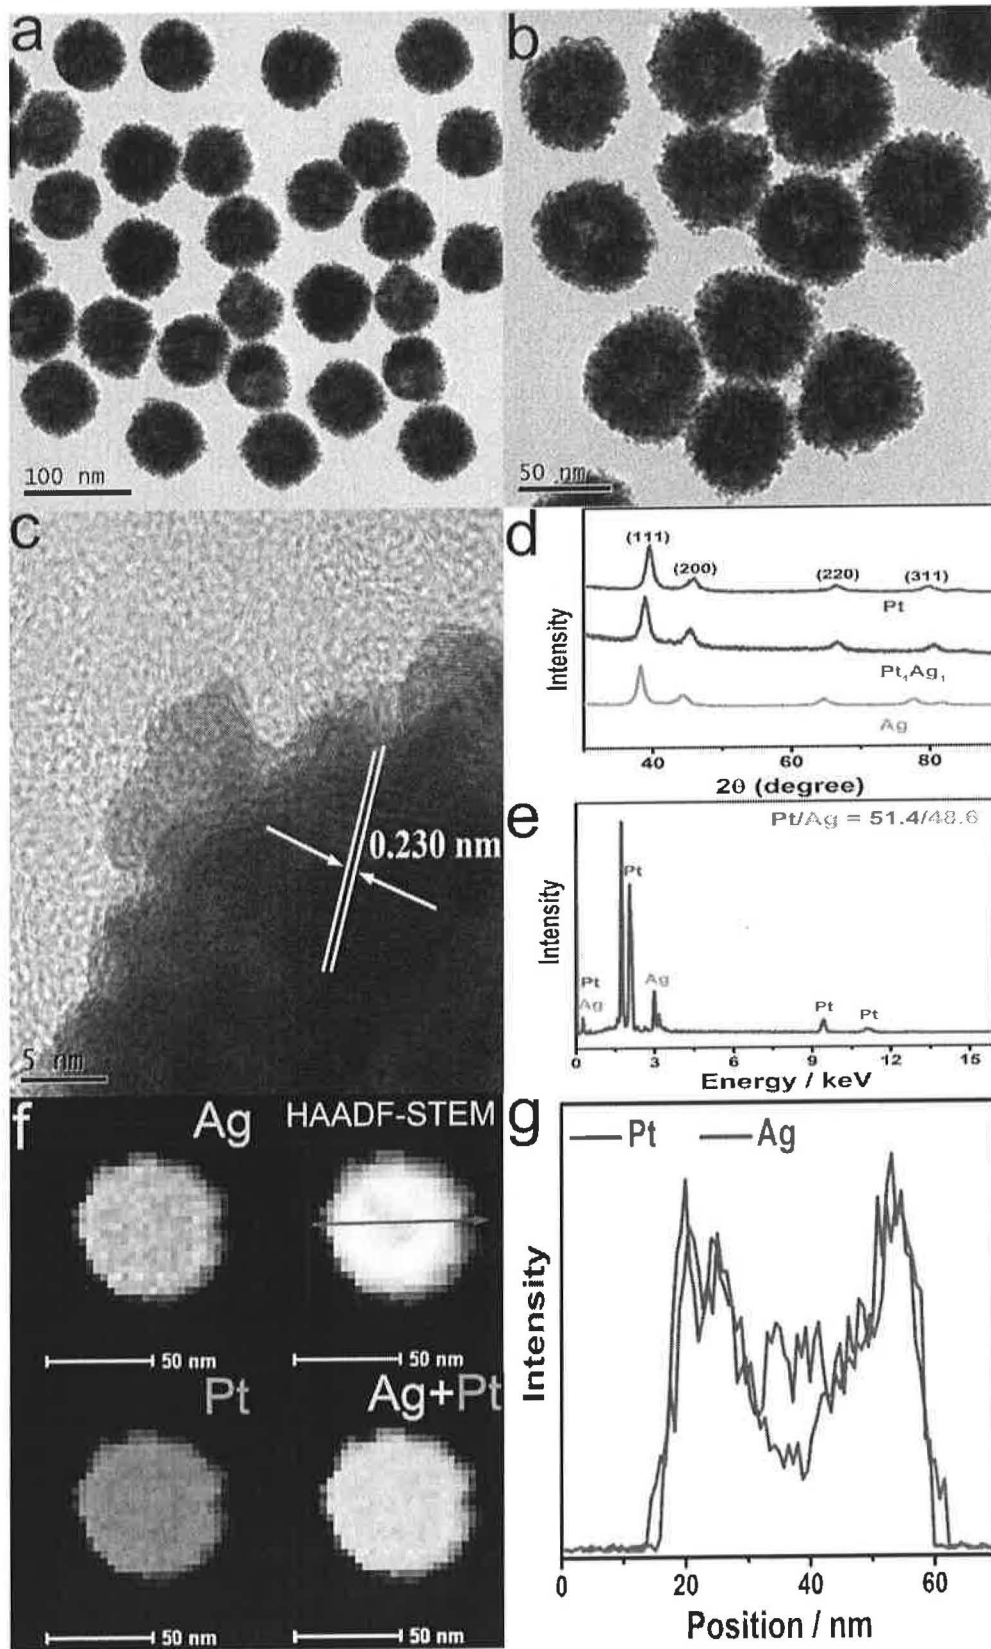 a
b
100 nm
50 nm
c
0.230 nm
5 nm
d
(111)
(200)
(220)
(311)
Pt
Pt₁Ag₁
Ag
Intensity
40
60
80
2θ (degree)
e
Pt/Ag = 51.4/48.6
Pt
Pt
Ag
Ag
Pt
Pt
Intensity
0
3
6
9
12
15
Energy / keV
f
Ag
HAADF-STEM
50 nm
50 nm
Pt
Ag+Pt
50 nm
50 nm
g
Pt
Ag
Intensity
0
20
40
60
Position / nm